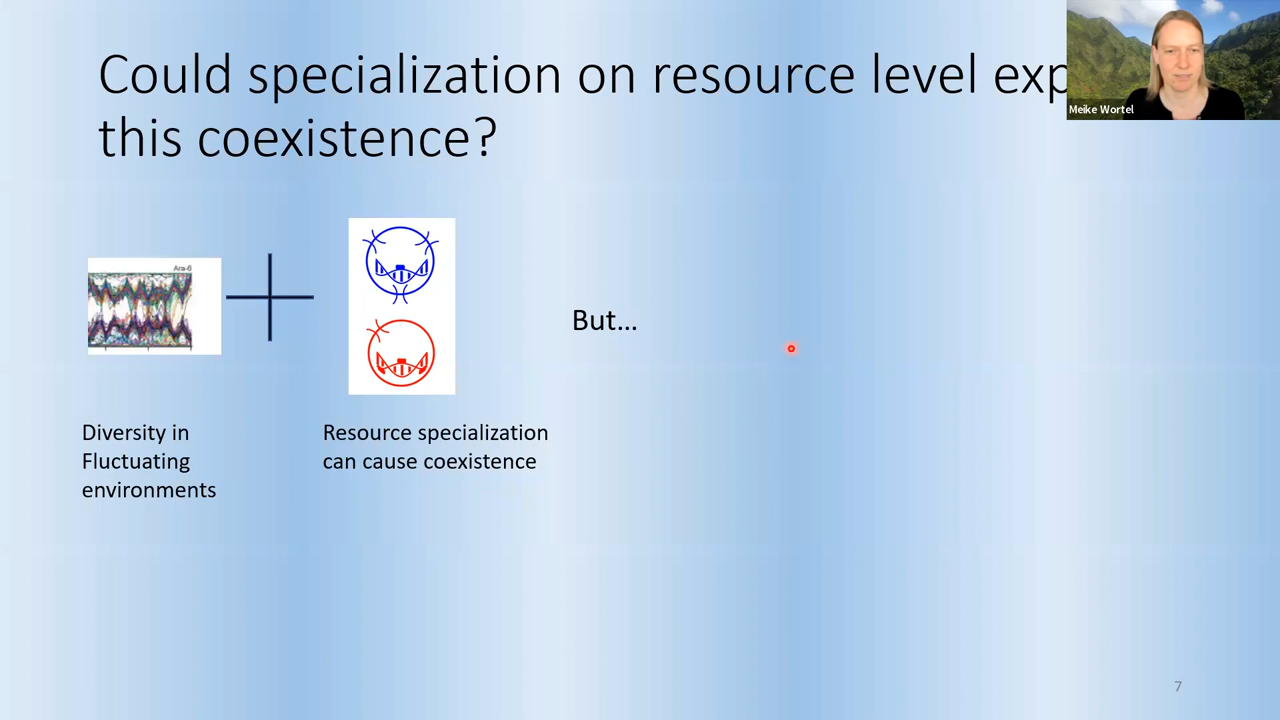 Could specialization on resource level exp
this coexistence?
Meike Wortel
Ara-6
But...
Diversity in
Fluctuating
environments
Resource specialization
can cause coexistence
7